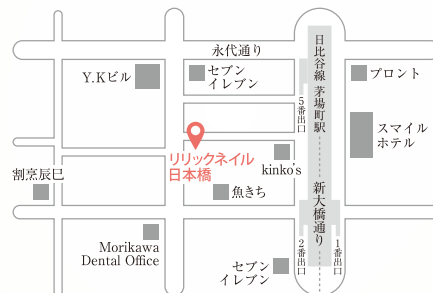 永代通り
日比谷線 茅場町駅
Y.Kビル
セブン
イレブン
5番出口
プロント
スマイル
ホテル
リリックネイル
日本橋
kinko's
割烹辰巳
魚きち
新大橋通り
Morikawa
Dental Office
セブン
イレブン
2番出口
1番出口